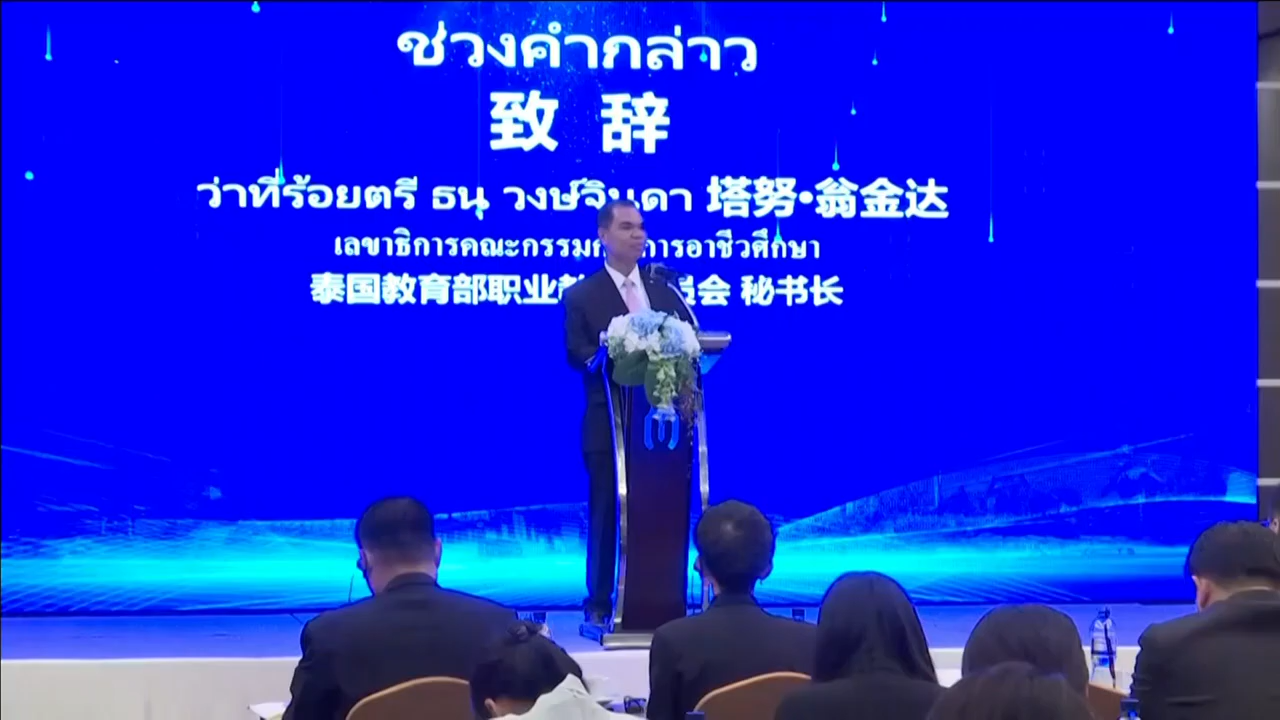 ช่วงคำกล่าว
致 辞
ว่าที่ร้อยตรี ธนุ วงษ์จินดา 塔努•翁金达
เลขาธิการคณะกรรมก การอาชีวศึกษา
泰国教育部职业 员会 秘书长